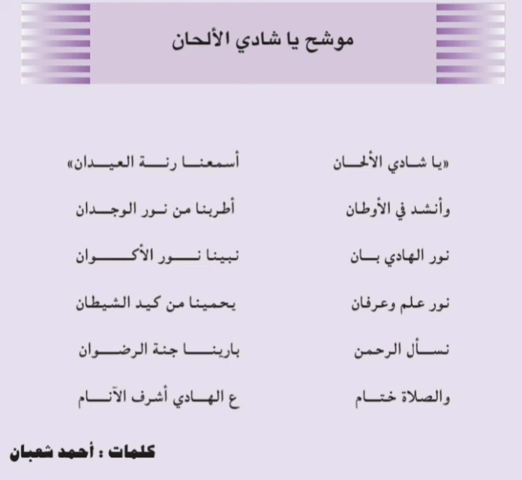 موشح يا شادي الألحان
«يا شادي الألحان أسمعنا رنة العيدان»
وأنشد في الأوطان أطربنا من نور الوجدان
نور الهادي بان نبينا نور الأكوان
نور علم وعرفان يحمينا من كيد الشيطان
نسأل الرحمن بارينا جنة الرضوان
والصلاة ختام ع الهادي أشرف الآنام
كلمات : أحمد شعبان